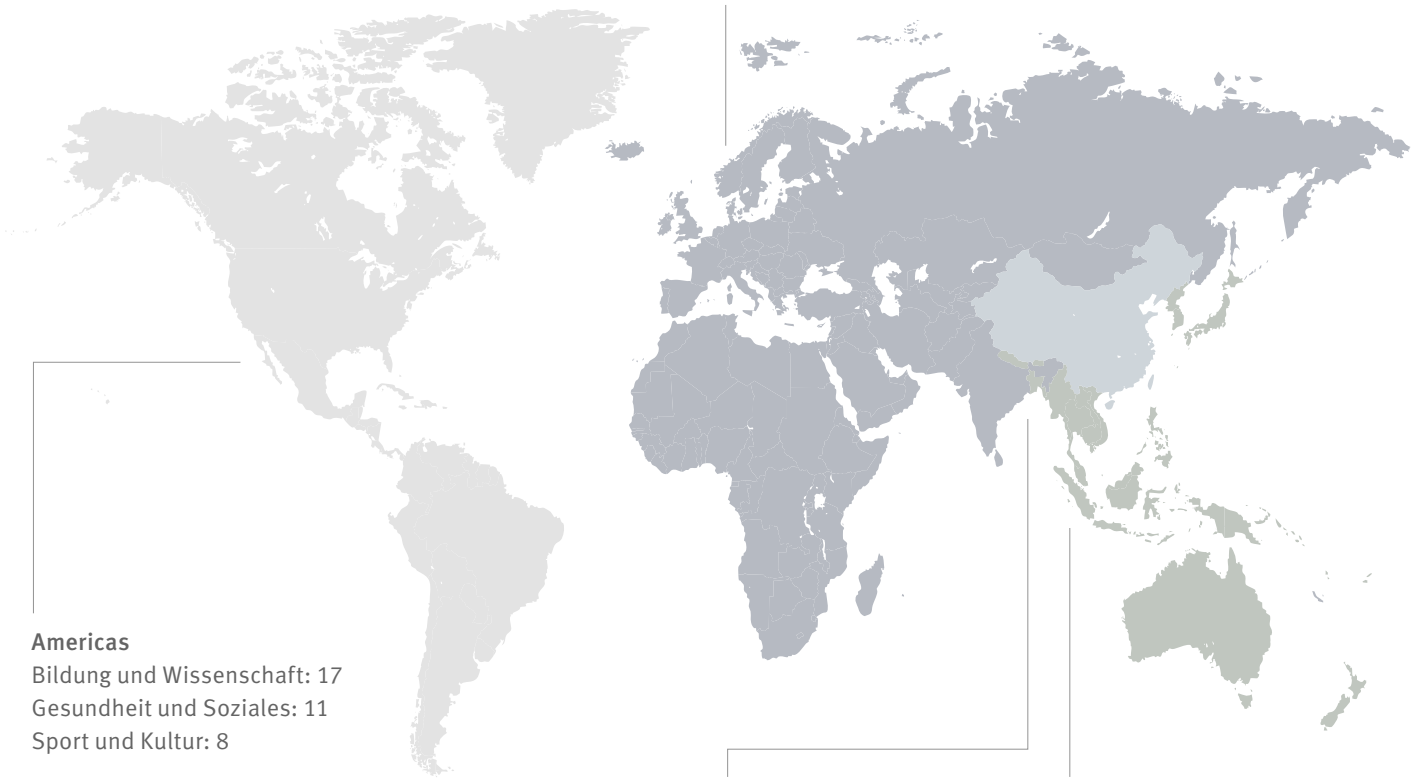 Americas
Bildung und Wissenschaft: 17
Gesundheit und Soziales: 11
Sport und Kultur: 8